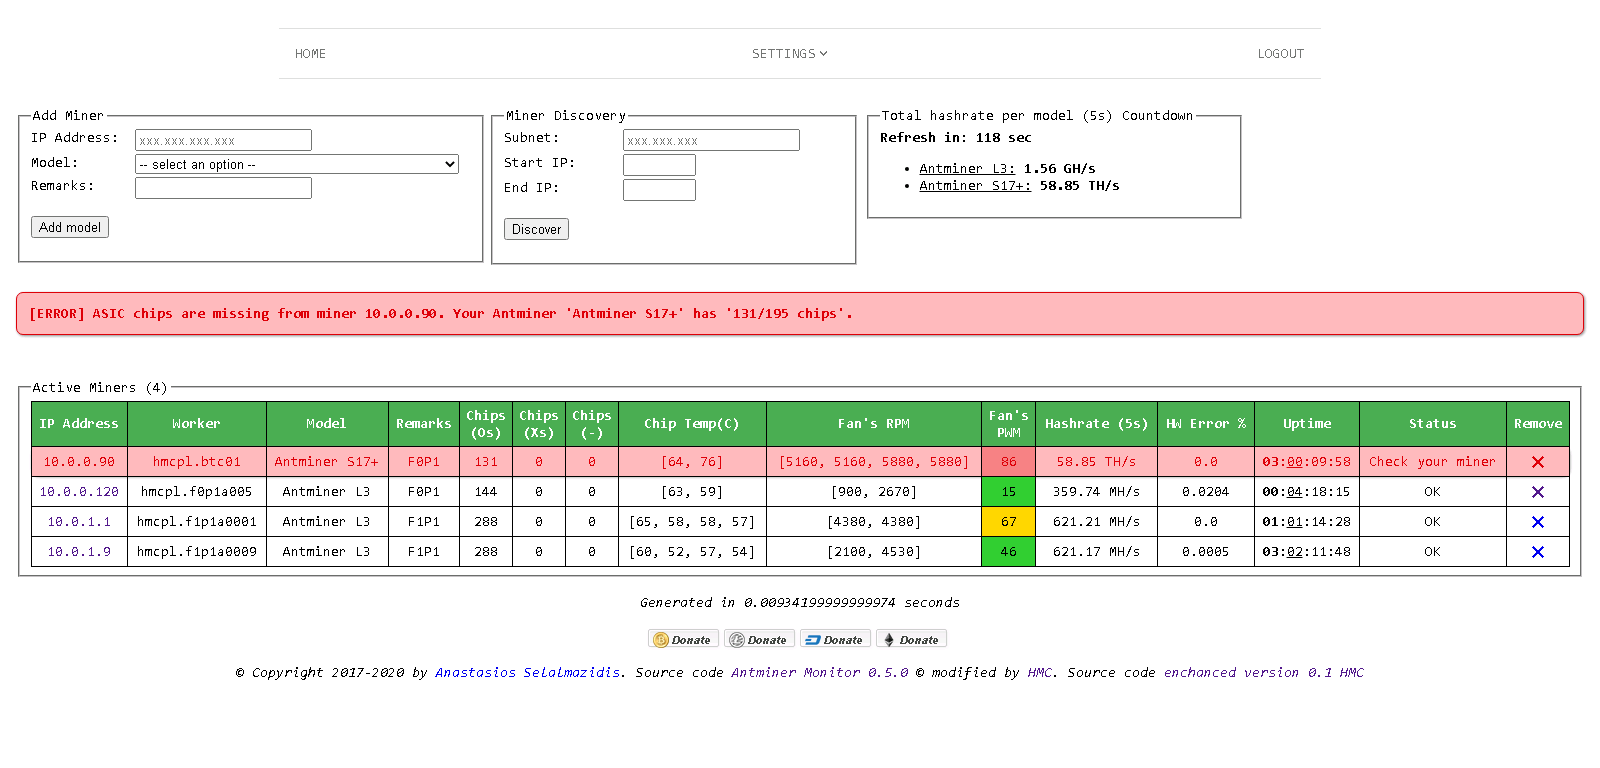 HOME SETTINGS LOGOUT
Add Miner
IP Address: xxx.xxx.xxx.xxx
Model: -- select an option --
Remarks:
Add model
Miner Discovery
Subnet: xxx.xxx.xxx
Start IP:
End IP:
Discover
Total hashrate per model (5s) Countdown
Refresh in: 118 sec
• Antminer L3: 1.56 GH/s
• Antminer S17+: 58.85 TH/s
[ERROR] ASIC chips are missing from miner 10.0.0.90. Your Antminer 'Antminer S17+' has '131/195 chips'.
Active Miners (4)
IP Address Worker Model Remarks Chips (Os) Chips (Xs) Chips (-) Chip Temp(C) Fan's RPM Fan's PWM Hashrate (5s) HW Error % Uptime Status Remove
10.0.0.90 hmcpl.btc01 Antminer S17+ F0P1 131 0 0 [64, 76] [5160, 5160, 5880, 5880] 86 58.85 TH/s 0.0 03:00:09:58 Check your miner ✕
10.0.0.120 hmcpl.f0p1a005 Antminer L3 F0P1 144 0 0 [63, 59] [900, 2670] 15 359.74 MH/s 0.0204 00:04:18:15 OK ✕
10.0.1.1 hmcpl.f1p1a0001 Antminer L3 F1P1 288 0 0 [65, 58, 58, 57] [4380, 4380] 67 621.21 MH/s 0.0 01:01:14:28 OK ✕
10.0.1.9 hmcpl.f1p1a0009 Antminer L3 F1P1 288 0 0 [60, 52, 57, 54] [2100, 4530] 46 621.17 MH/s 0.0005 03:02:11:48 OK ✕
Generated in 0.00934199999999974 seconds
Donate Donate Donate Donate
© Copyright 2017-2020 by Anastasios Selalmazidis. Source code Antminer Monitor 0.5.0 © modified by HMC. Source code enchanced version 0.1 HMC